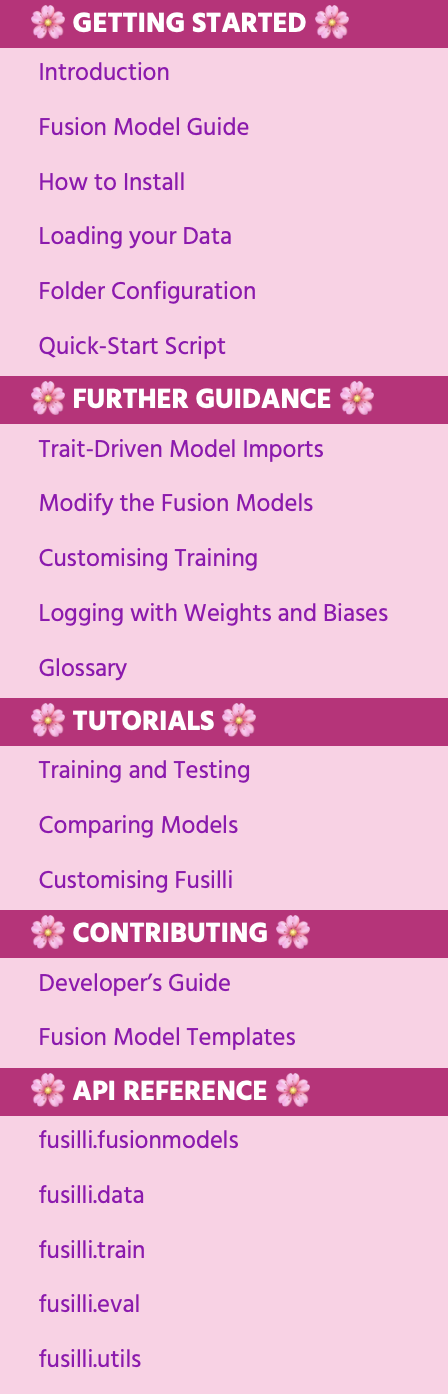 🌸 GETTING STARTED 🌸
Introduction
Fusion Model Guide
How to Install
Loading your Data
Folder Configuration
Quick-Start Script
🌸 FURTHER GUIDANCE 🌸
Trait-Driven Model Imports
Modify the Fusion Models
Customising Training
Logging with Weights and Biases
Glossary
🌸 TUTORIALS 🌸
Training and Testing
Comparing Models
Customising Fusilli
🌸 CONTRIBUTING 🌸
Developer’s Guide
Fusion Model Templates
🌸 API REFERENCE 🌸
fusilli.fusionmodels
fusilli.data
fusilli.train
fusilli.eval
fusilli.utils